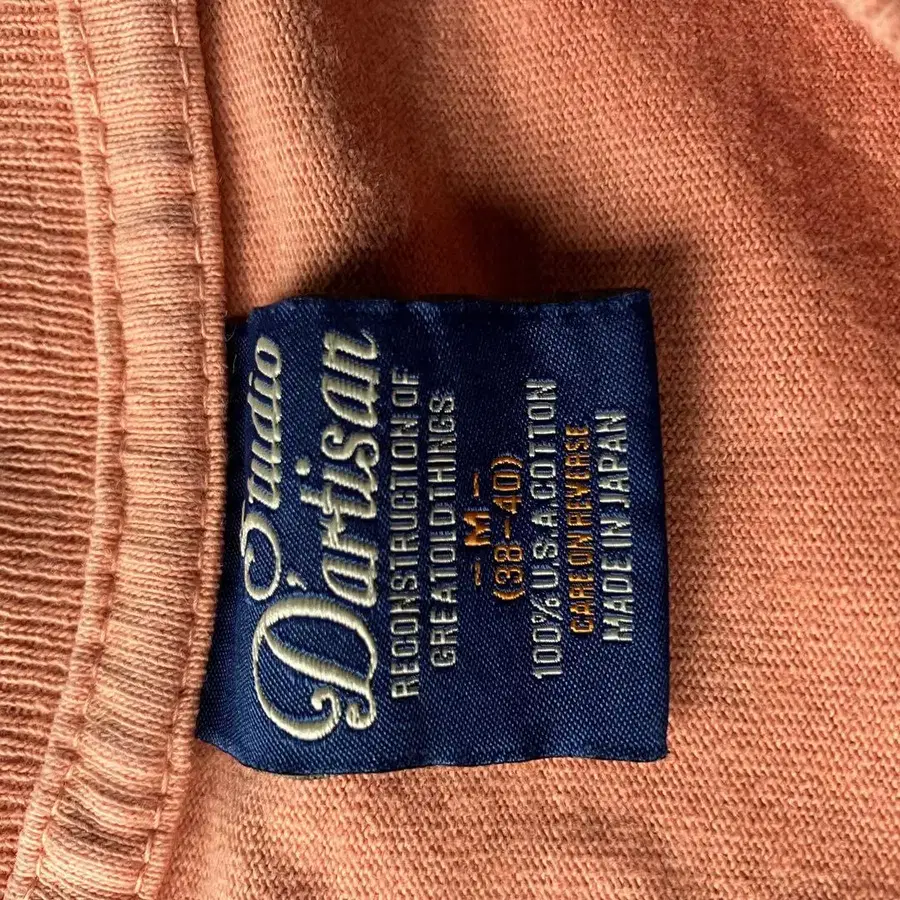 Studio
D'artisan
RECONSTRUCTION OF
GREAT OLD THINGS
- M -
(38-40)
100% U.S.A. COTTON
CARE ON REVERSE
MADE IN JAPAN